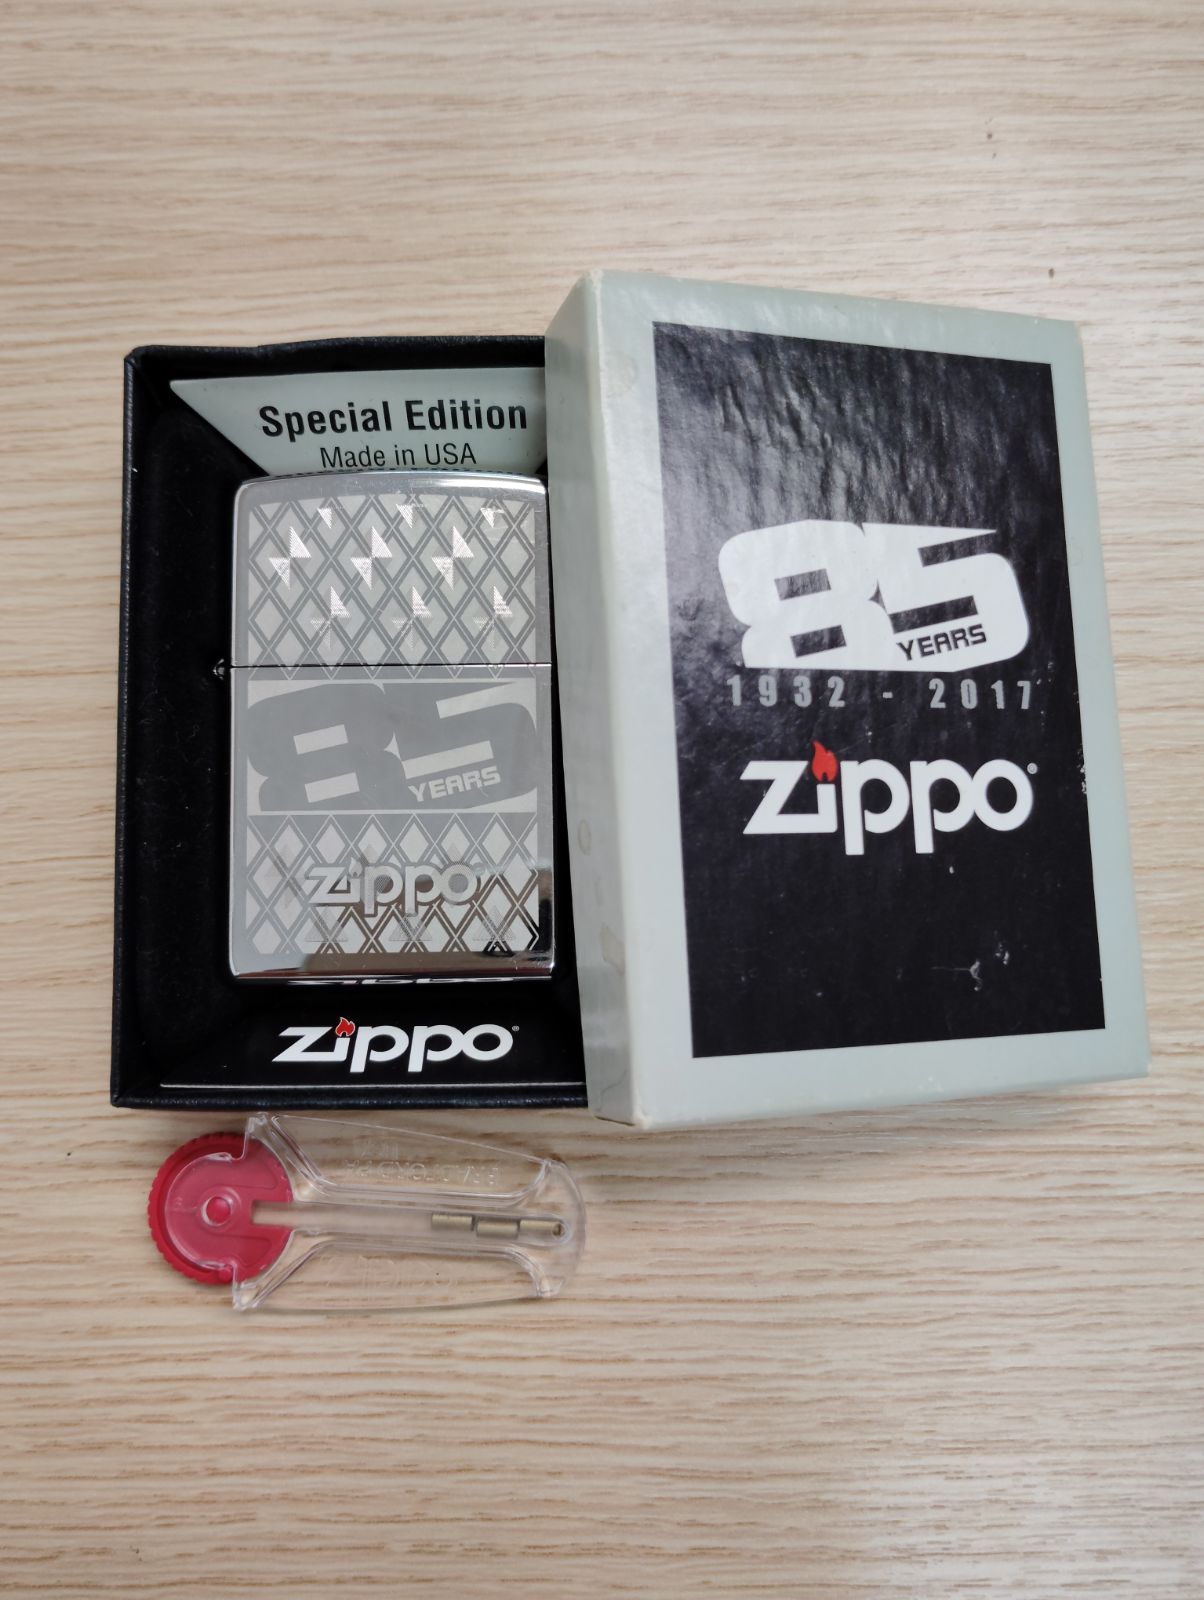 Special Edition
Made in USA
85
YEARS
zippo
zippo®
85
YEARS
1932 - 2017
zippo®